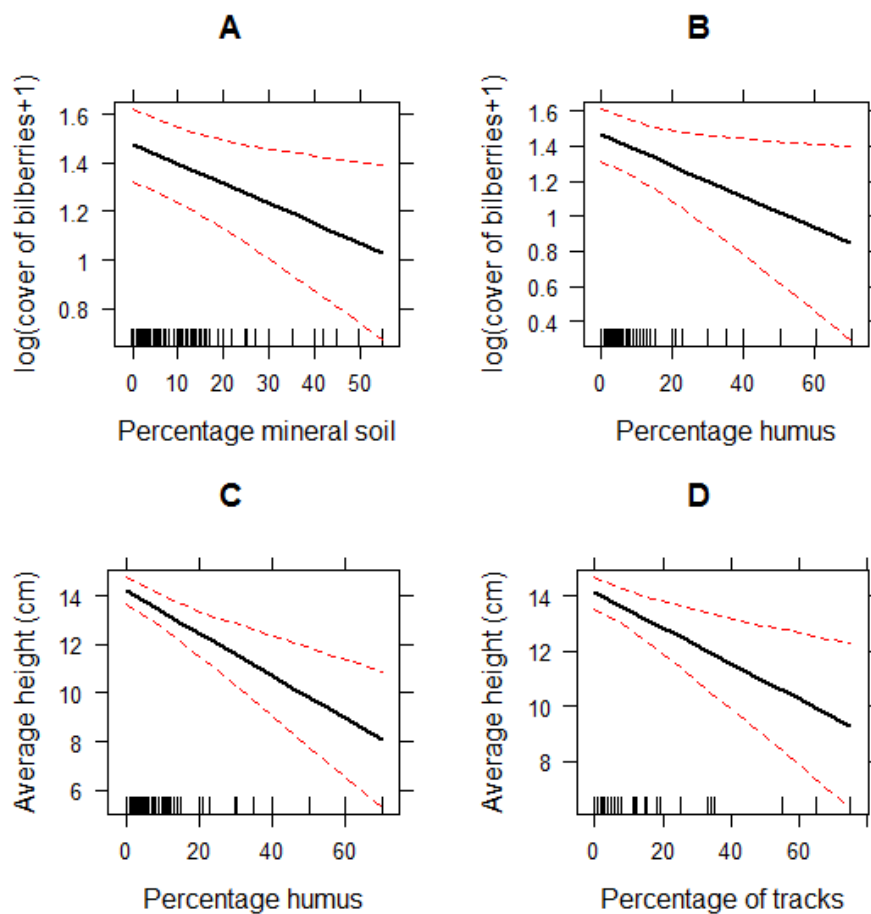 A
log(cover of bilberries+1)
1.6
1.4
1.2
1
0.8
0 10 20 30 40 50
Percentage mineral soil
B
log(cover of bilberries+1)
1.6
1.4
1.2
1
0.8
0.6
0.4
0 20 40 60
Percentage humus
C
Average height (cm)
14
12
10
8
6
0 20 40 60
Percentage humus
D
Average height (cm)
14
12
10
8
0 20 40 60
Percentage of tracks